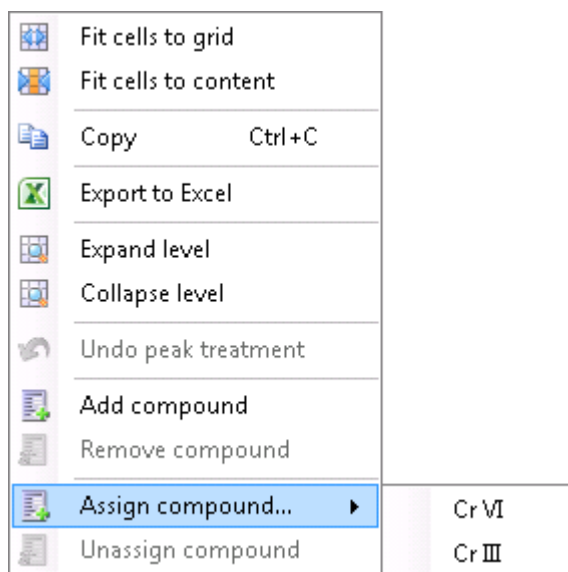 Fit cells to grid
Fit cells to content
Copy Ctrl+C
Export to Excel
Expand level
Collapse level
Undo peak treatment
Add compound
Remove compound
Assign compound... Cr Ⅵ
Unassign compound Cr Ⅲ